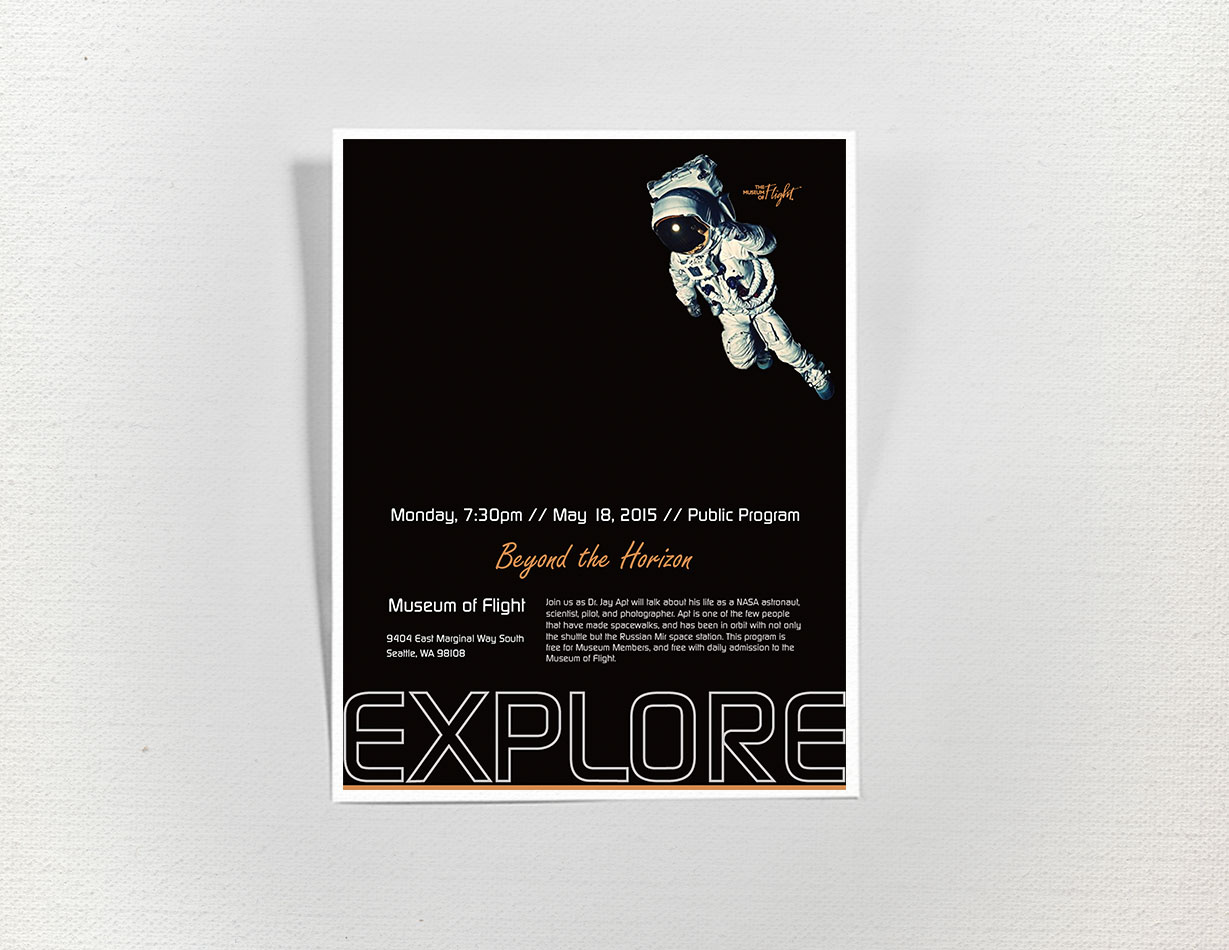 THE
MUSEUM
OF Flight
Monday, 7:30pm // May 18, 2015 // Public Program
Beyond the Horizon
Museum of Flight
9404 East Marginal Way South
Seattle, WA 98108
Join us as Dr. Jay Apt will talk about his life as a NASA astronaut,
scientist, pilot, and photographer. Apt is one of the few people
that have made spacewalks, and has been in orbit with not only
the shuttle but the Russian Mir space station. This program is
free for Museum Members, and free with daily admission to the
Museum of Flight.
EXPLORE